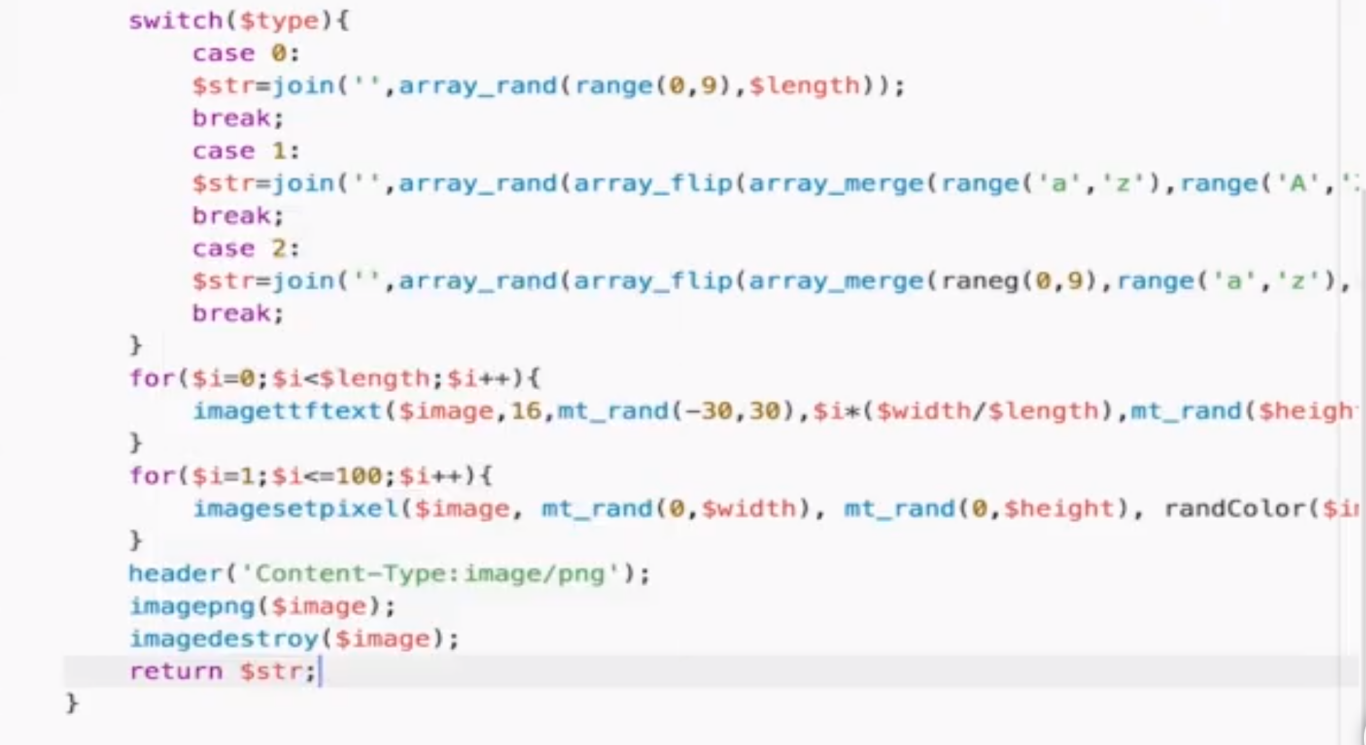 switch($type){
case 0:
$str=join('',array_rand(range(0,9),$length));
break;
case 1:
$str=join('',array_rand(array_flip(array_merge(range('a','z'),range('A','
break;
case 2:
$str=join('',array_rand(array_flip(array_merge(raneg(0,9),range('a','z'),
break;
}
for($i=0;$i<$length;$i++){
imagettftext($image,16,mt_rand(-30,30),$i*($width/$length),mt_rand($heigh
}
for($i=1;$i<=100;$i++){
imagesetpixel($image, mt_rand(0,$width), mt_rand(0,$height), randColor($i
}
header('Content-Type:image/png');
imagepng($image);
imagedestroy($image);
return $str;
}